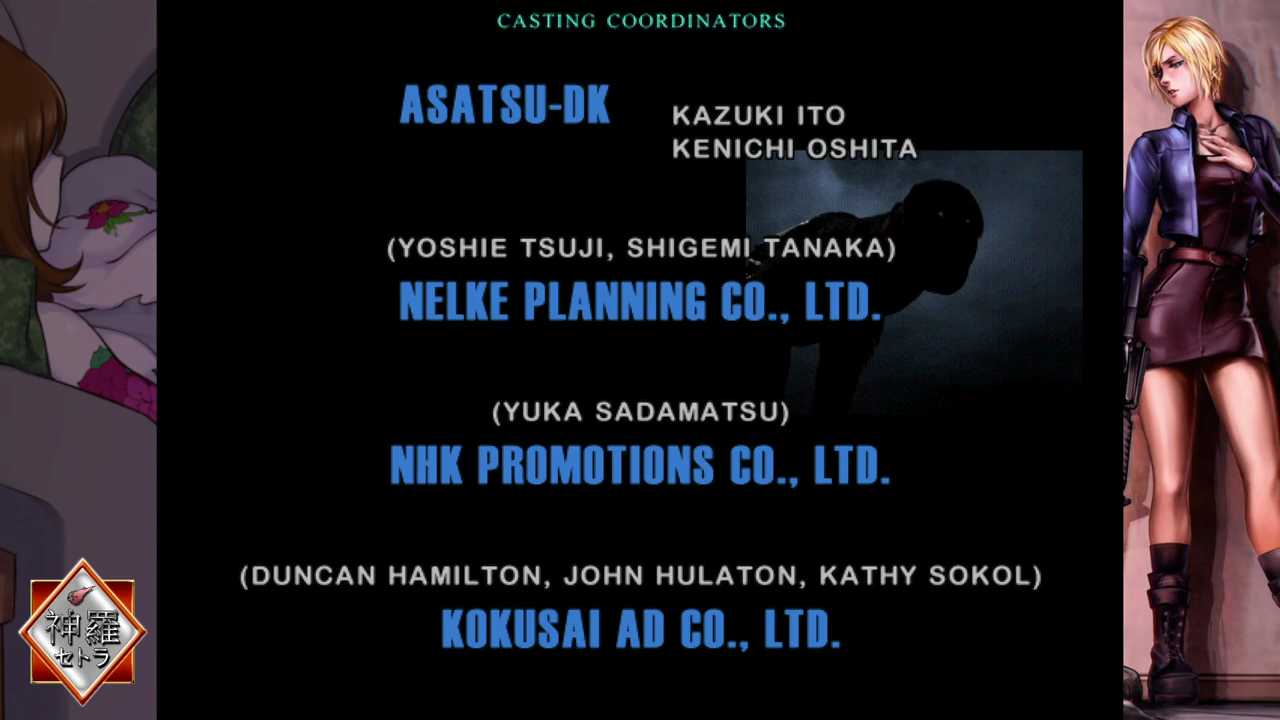 CASTING COORDINATORS
ASATSU-DK
KAZUKI ITO
KENICHI OSHITA
(YOSHIE TSUJI, SHIGEMI TANAKA)
NELKE PLANNING CO., LTD.
(YUKA SADAMATSU)
NHK PROMOTIONS CO., LTD.
(DUNCAN HAMILTON, JOHN HULATON, KATHY SOKOL)
KOKUSAI AD CO., LTD.
神羅
セトラ